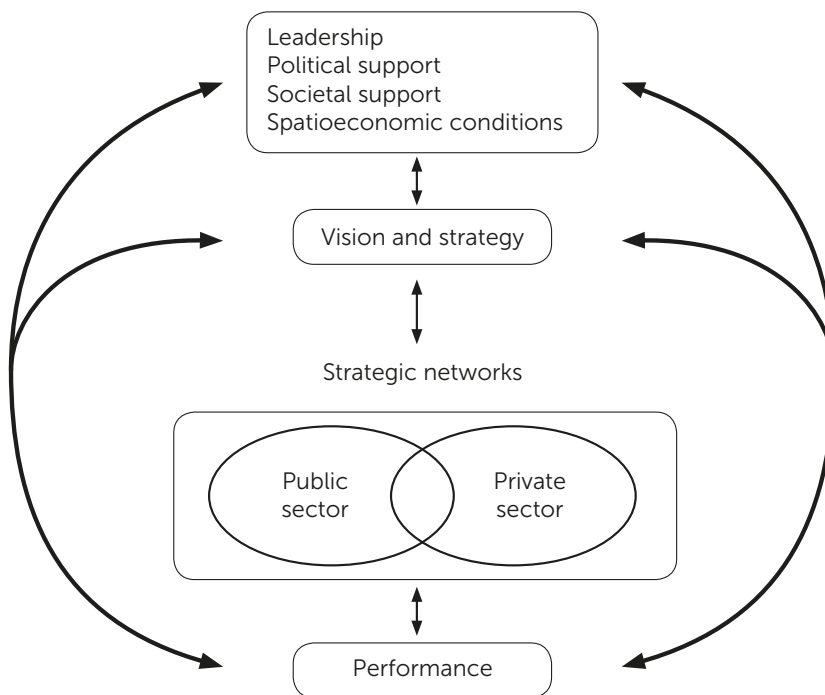 Leadership
Political support
Societal support
Spatioeconomic conditions
Vision and strategy
Strategic networks
Public
sector
Private
sector
Performance